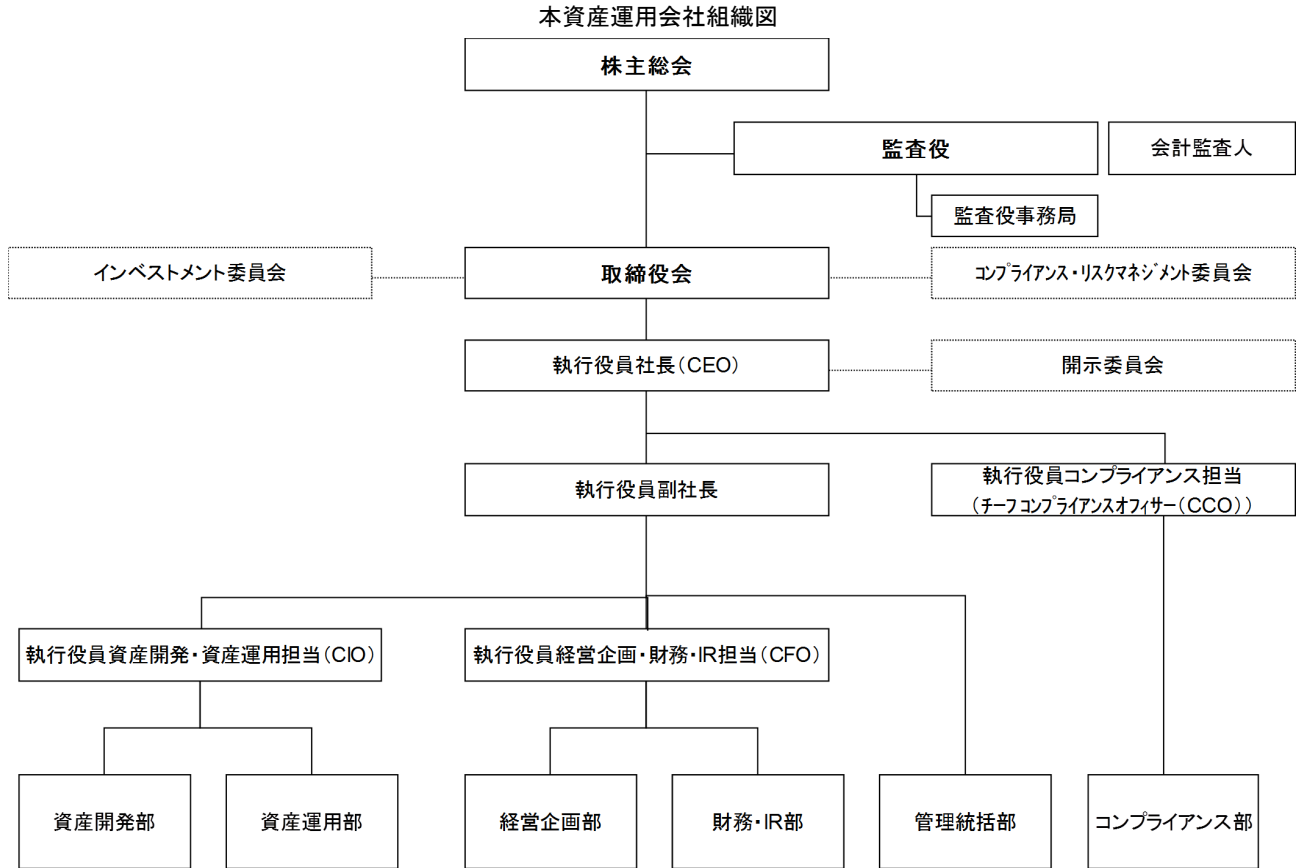 本資産運用会社組織図
株主総会
監査役
会計監査人
監査役事務局
インベストメント委員会
取締役会
コンプライアンス・リスクマネジメント委員会
執行役員社長(CEO)
開示委員会
執行役員副社長
執行役員コンプライアンス担当
(チーフコンプライアンスオフィサー(CCO))
執行役員資産開発・資産運用担当(CIO)
執行役員経営企画・財務・IR担当(CFO)
資産開発部
資産運用部
経営企画部
財務・IR部
管理統括部
コンプライアンス部